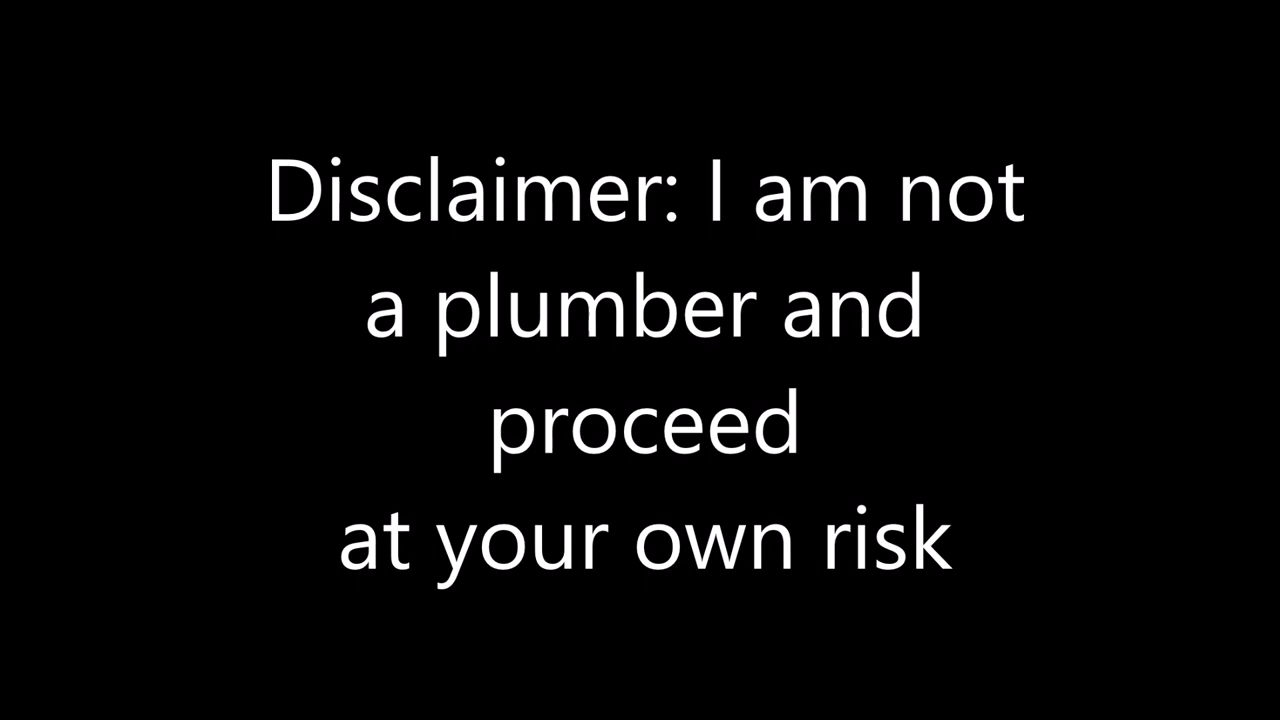 Disclaimer: I am not
a plumber and
proceed
at your own risk